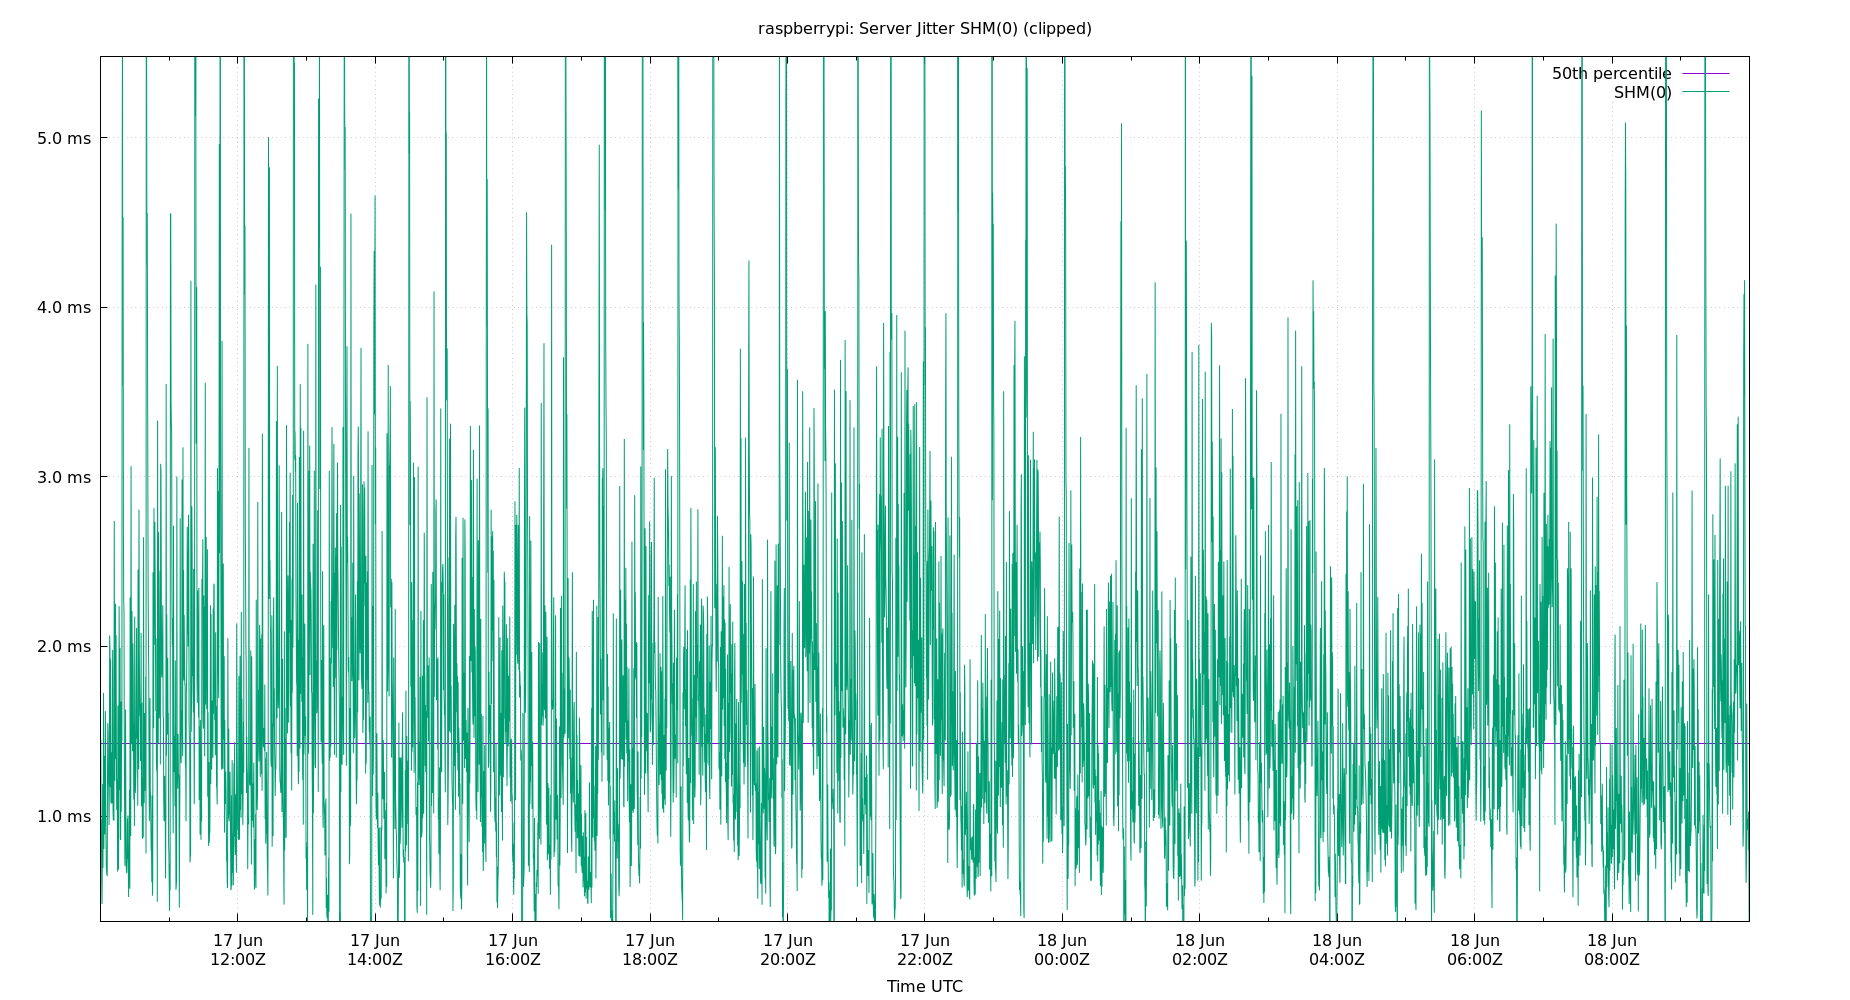 raspberrypi: Server Jitter SHM(0) (clipped)
50th percentile
SHM(0)
5.0 ms
4.0 ms
3.0 ms
2.0 ms
1.0 ms
17 Jun 17 Jun 17 Jun 17 Jun 17 Jun 17 Jun 18 Jun 18 Jun 18 Jun 18 Jun 18 Jun
12:00Z 14:00Z 16:00Z 18:00Z 20:00Z 22:00Z 00:00Z 02:00Z 04:00Z 06:00Z 08:00Z
Time UTC